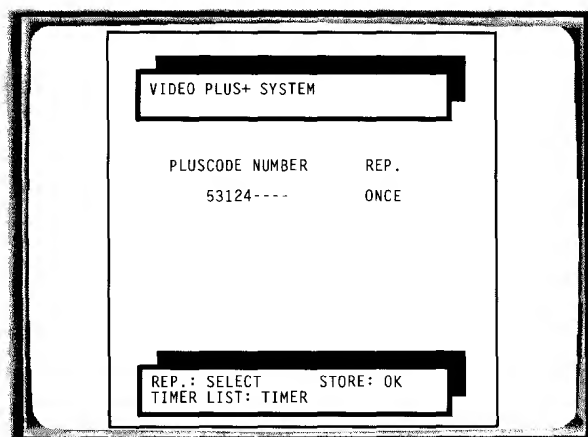 VIDEO PLUS+ SYSTEM
PLUSCODE NUMBER REP.
53124---- ONCE
REP.: SELECT STORE: OK
TIMER LIST: TIMER